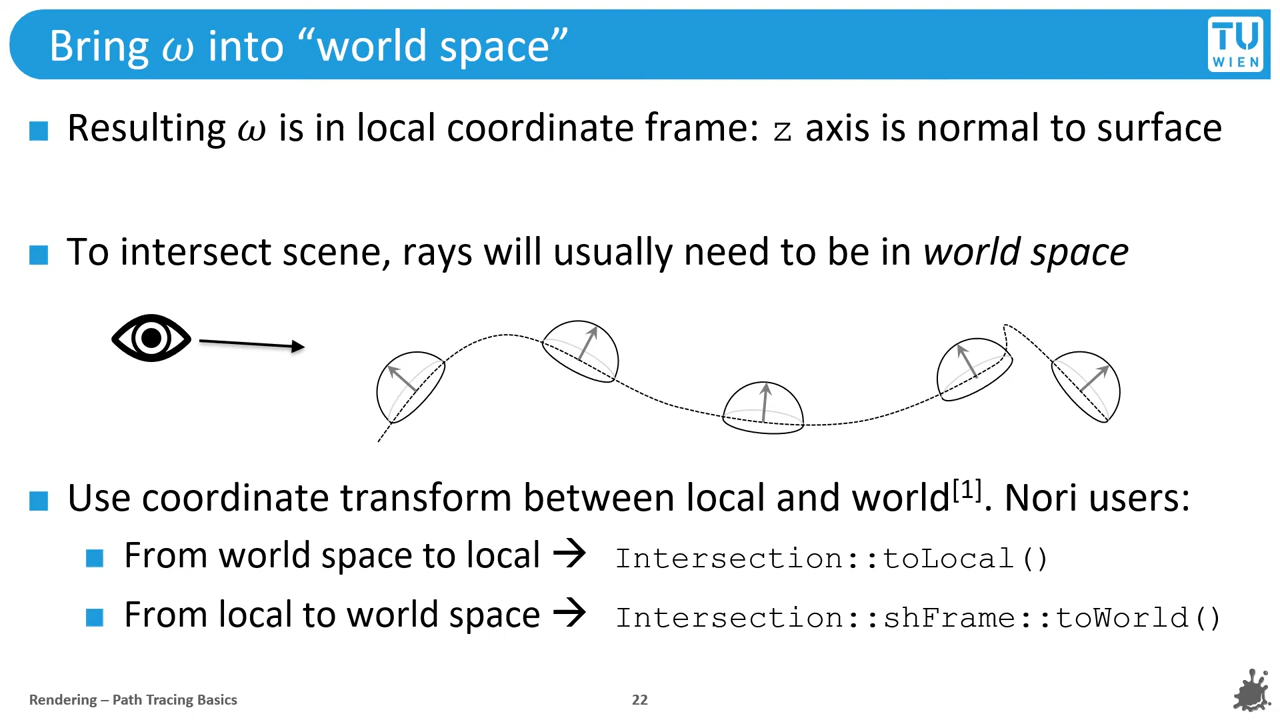 Bring ω into “world space”
TU
WIEN
Resulting ω is in local coordinate frame: z axis is normal to surface
To intersect scene, rays will usually need to be in world space
Use coordinate transform between local and world[1]. Nori users:
From world space to local → Intersection::toLocal()
From local to world space → Intersection::shFrame::toWorld()
Rendering – Path Tracing Basics
22